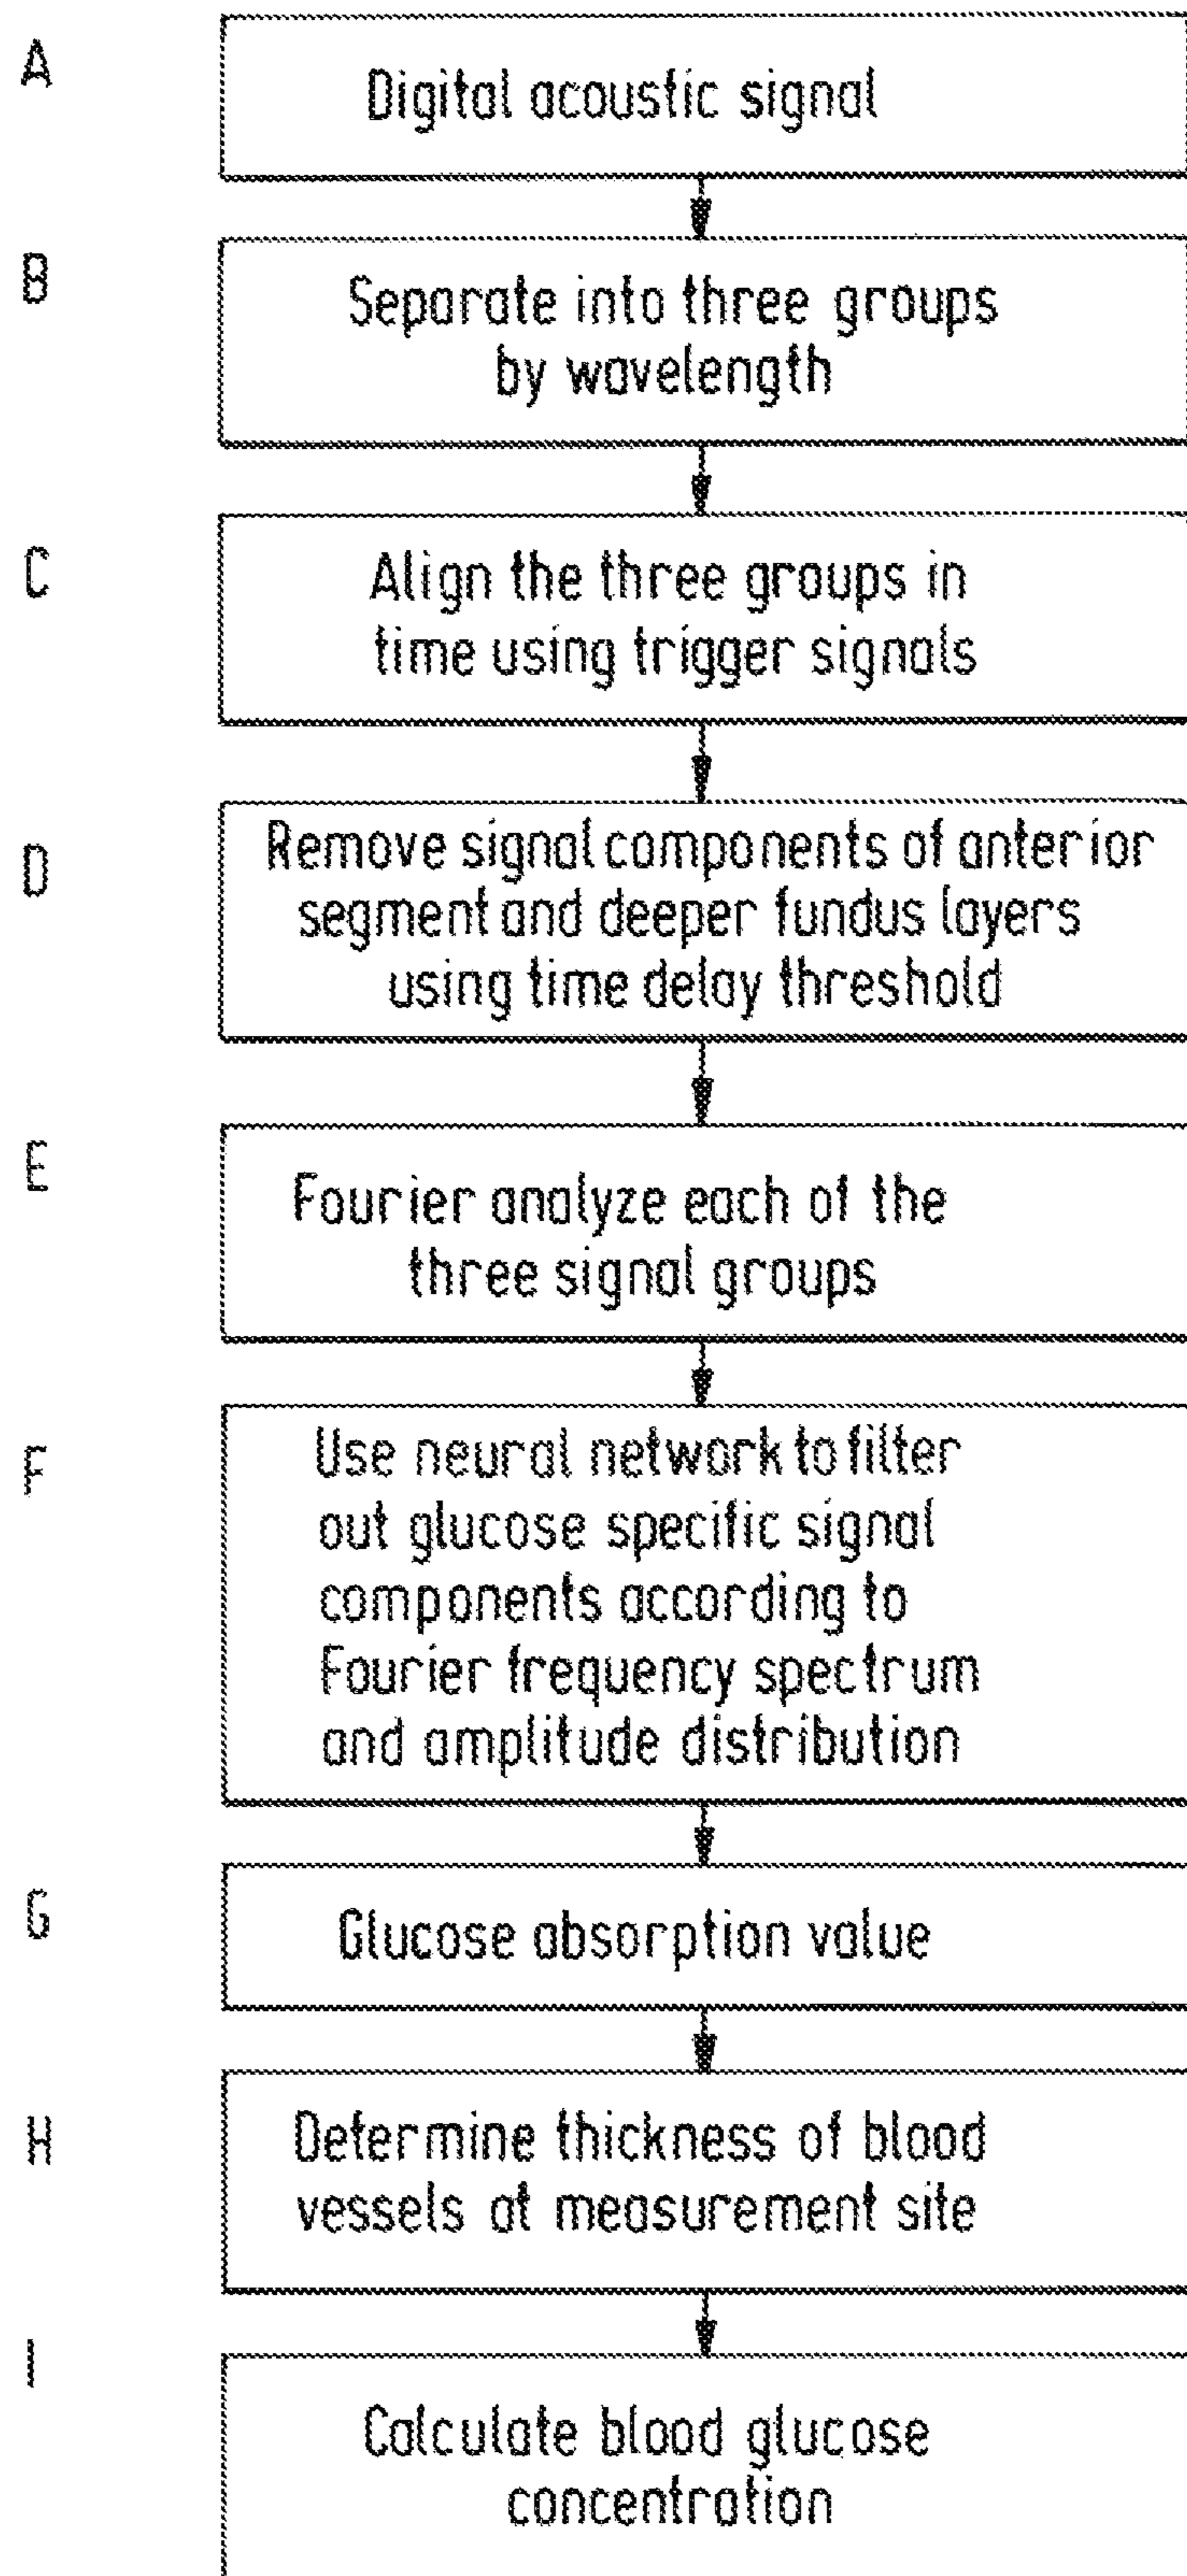 A
Digital acoustic signal
B
Separate into three groups
by wavelength
C
Align the three groups in
time using trigger signals
D
Remove signal components of anterior
segment and deeper fundus layers
using time delay threshold
E
Fourier analyze each of the
three signal groups
F
Use neural network to filter
out glucose specific signal
components according to
Fourier frequency spectrum
and amplitude distribution
G
Glucose absorption value
H
Determine thickness of blood
vessels at measurement site
I
Calculate blood glucose
concentration